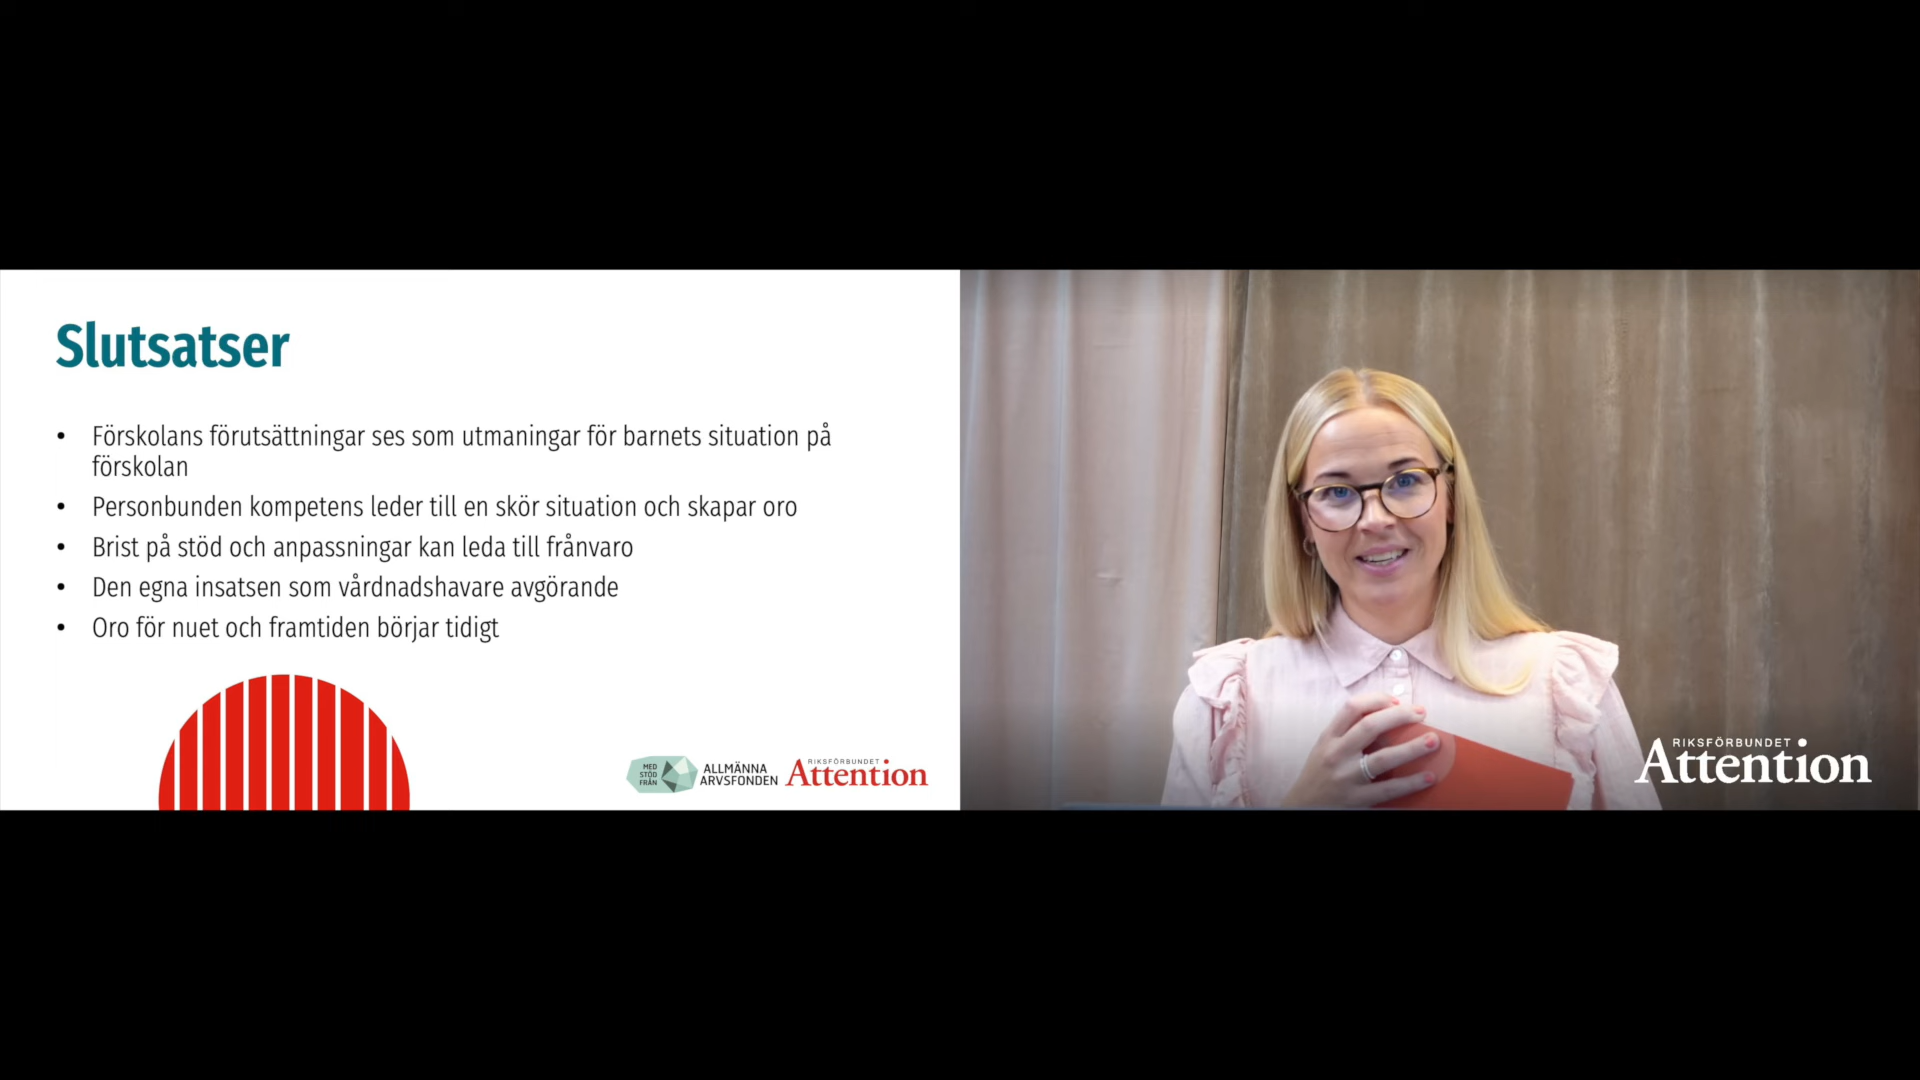 Slutsatser
• Förskolans förutsättningar ses som utmaningar för barnets situation på
förskolan
• Personbunden kompetens leder till en skör situation och skapar oro
• Brist på stöd och anpassningar kan leda till frånvaro
• Den egna insatsen som vårdnadshavare avgörande
• Oro för nuet och framtiden börjar tidigt
MED
STÖD
FRÅN
ALLMÄNNA
ARVSFONDEN
RIKSFÖRBUNDET
Attention
RIKSFÖRBUNDET
Attention